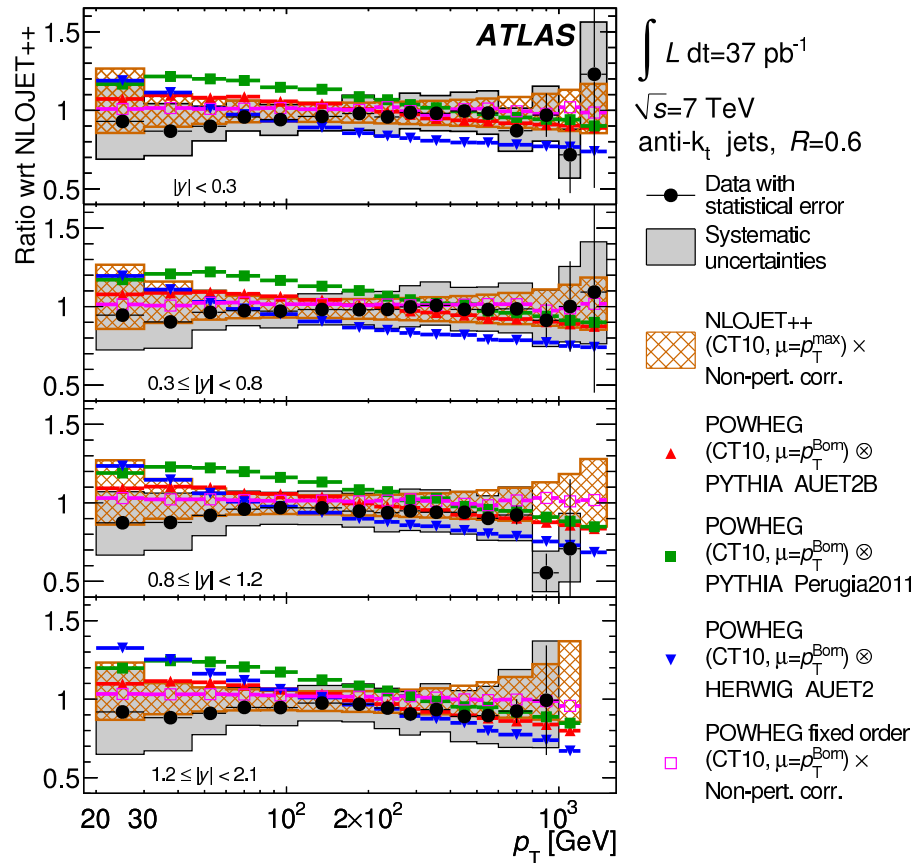 Ratio wrt NLOJET++
ATLAS
1.5
1
0.5
|y| < 0.3
1.5
1
0.5
0.3 ≤ |y| < 0.8
1.5
1
0.5
0.8 ≤ |y| < 1.2
1.5
1
0.5
1.2 ≤ |y| < 2.1
20 30 10² 2×10² 10³
p_T [GeV]
∫ L dt=37 pb⁻¹
√s=7 TeV
anti-k_t jets, R=0.6
Data with
statistical error
Systematic
uncertainties
NLOJET++
(CT10, μ=p_T^max) ×
Non-pert. corr.
POWHEG
(CT10, μ=p_T^Born) ⊗
PYTHIA AUET2B
POWHEG
(CT10, μ=p_T^Born) ⊗
PYTHIA Perugia2011
POWHEG
(CT10, μ=p_T^Born) ⊗
HERWIG AUET2
POWHEG fixed order
(CT10, μ=p_T^Born) ×
Non-pert. corr.